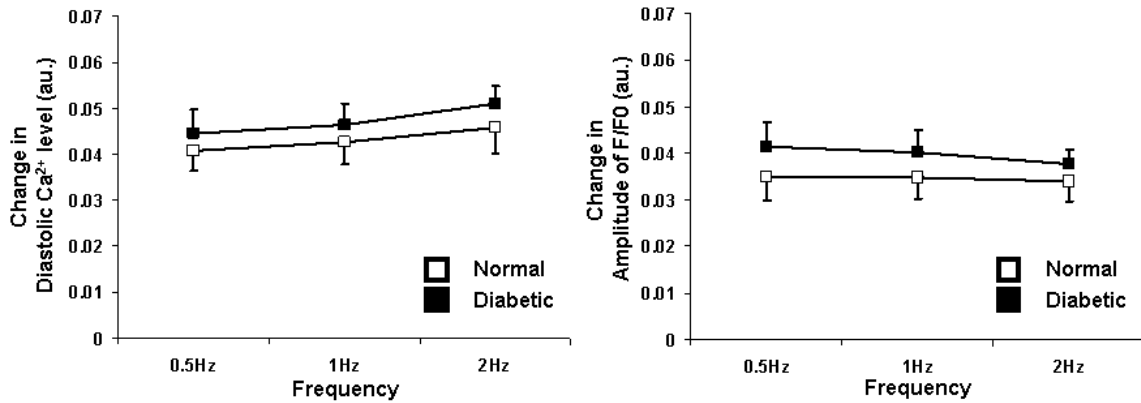 0.07
0.06
0.05
0.04
0.03
0.02
0.01
0
Change in
Diastolic Ca²⁺ level (au.)
0.5Hz 1Hz 2Hz
Frequency
Normal
Diabetic
0.07
0.06
0.05
0.04
0.03
0.02
0.01
0
Change in
Amplitude of F/F0 (au.)
0.5Hz 1Hz 2Hz
Frequency
Normal
Diabetic